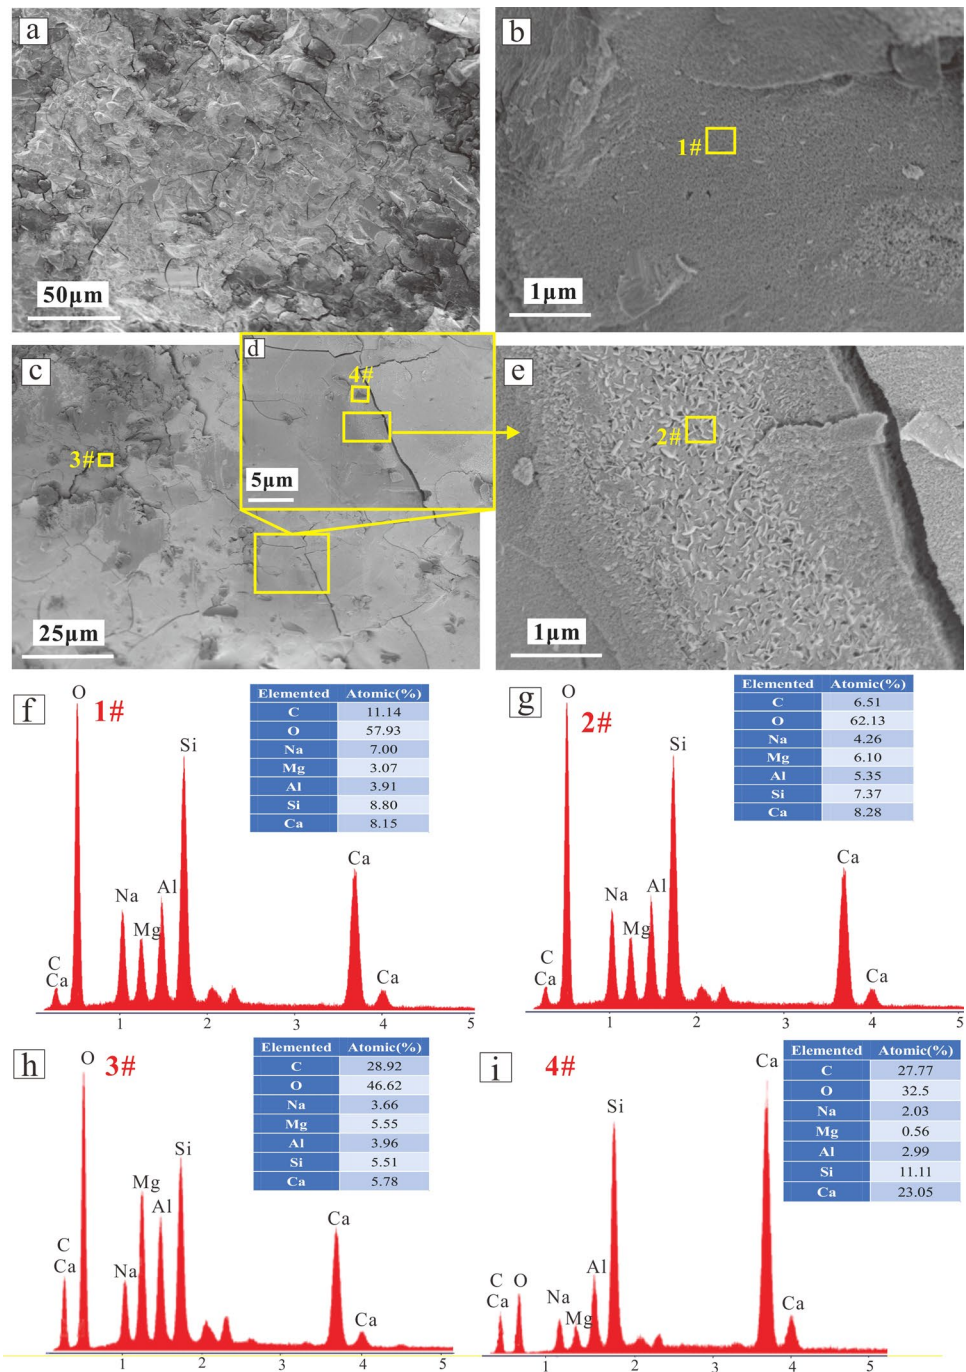 a
50μm
b
1#
1μm
c
3#
25μm
d
4#
5μm
e
2#
1μm
f
1#
O
Si
Na
Mg
Al
Ca
Ca
C
Ca
1 2 3 4 5
Elemented Atomic(%)
C 11.14
O 57.93
Na 7.00
Mg 3.07
Al 3.91
Si 8.80
Ca 8.15
g
2#
O
Si
Na
Mg
Al
Ca
Ca
C
Ca
1 2 3 4 5
Elemented Atomic(%)
C 6.51
O 62.13
Na 4.26
Mg 6.10
Al 5.35
Si 7.37
Ca 8.28
h
3#
O
Si
Mg
Al
Na
C
Ca
Ca
Ca
1 2 3 4 5
Elemented Atomic(%)
C 28.92
O 46.62
Na 3.66
Mg 5.55
Al 3.96
Si 5.51
Ca 5.78
i
4#
Ca
Si
Al
Na
Mg
C
Ca
O
Ca
1 2 3 4 5
Elemented Atomic(%)
C 27.77
O 32.5
Na 2.03
Mg 0.56
Al 2.99
Si 11.11
Ca 23.05